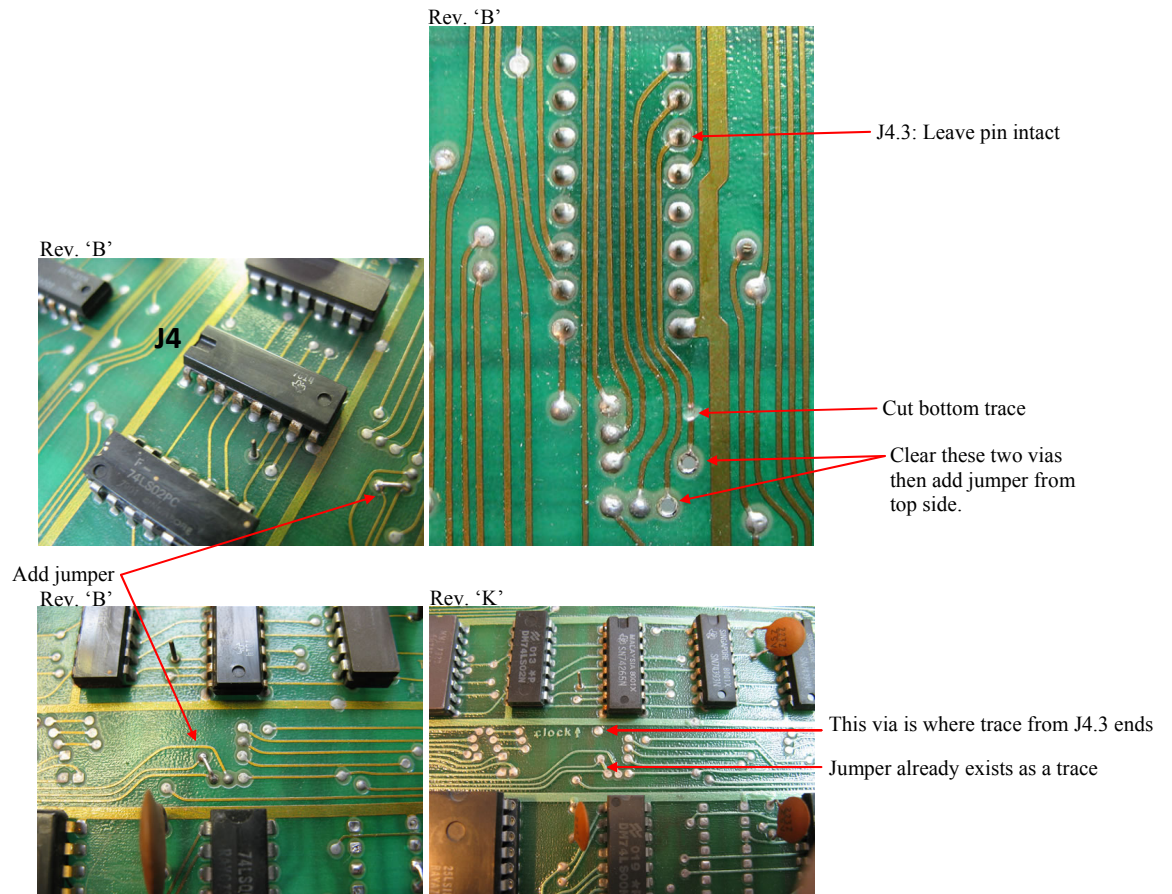 Rev. ‘B’
J4.3: Leave pin intact
Rev. ‘B’
J4
74LS02PC
Cut bottom trace
Clear these two vias
then add jumper from
top side.
Add jumper
Rev. ‘B’
Rev. ‘K’
DM74LS02N
SN74265N
clock
This via is where trace from J4.3 ends
Jumper already exists as a trace